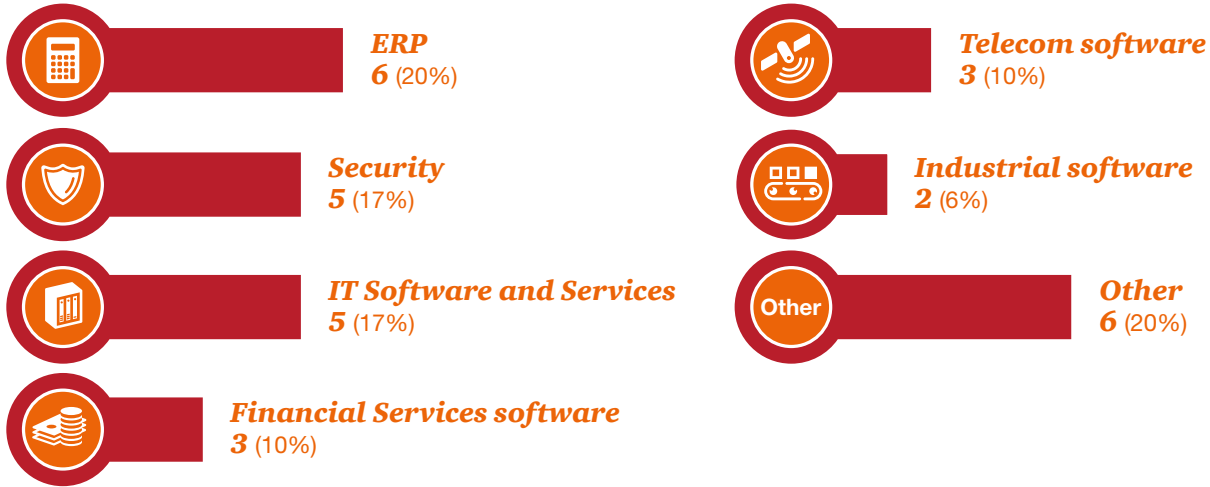 ERP
6 (20%)
Security
5 (17%)
IT Software and Services
5 (17%)
Financial Services software
3 (10%)
Telecom software
3 (10%)
Industrial software
2 (6%)
Other
Other
6 (20%)